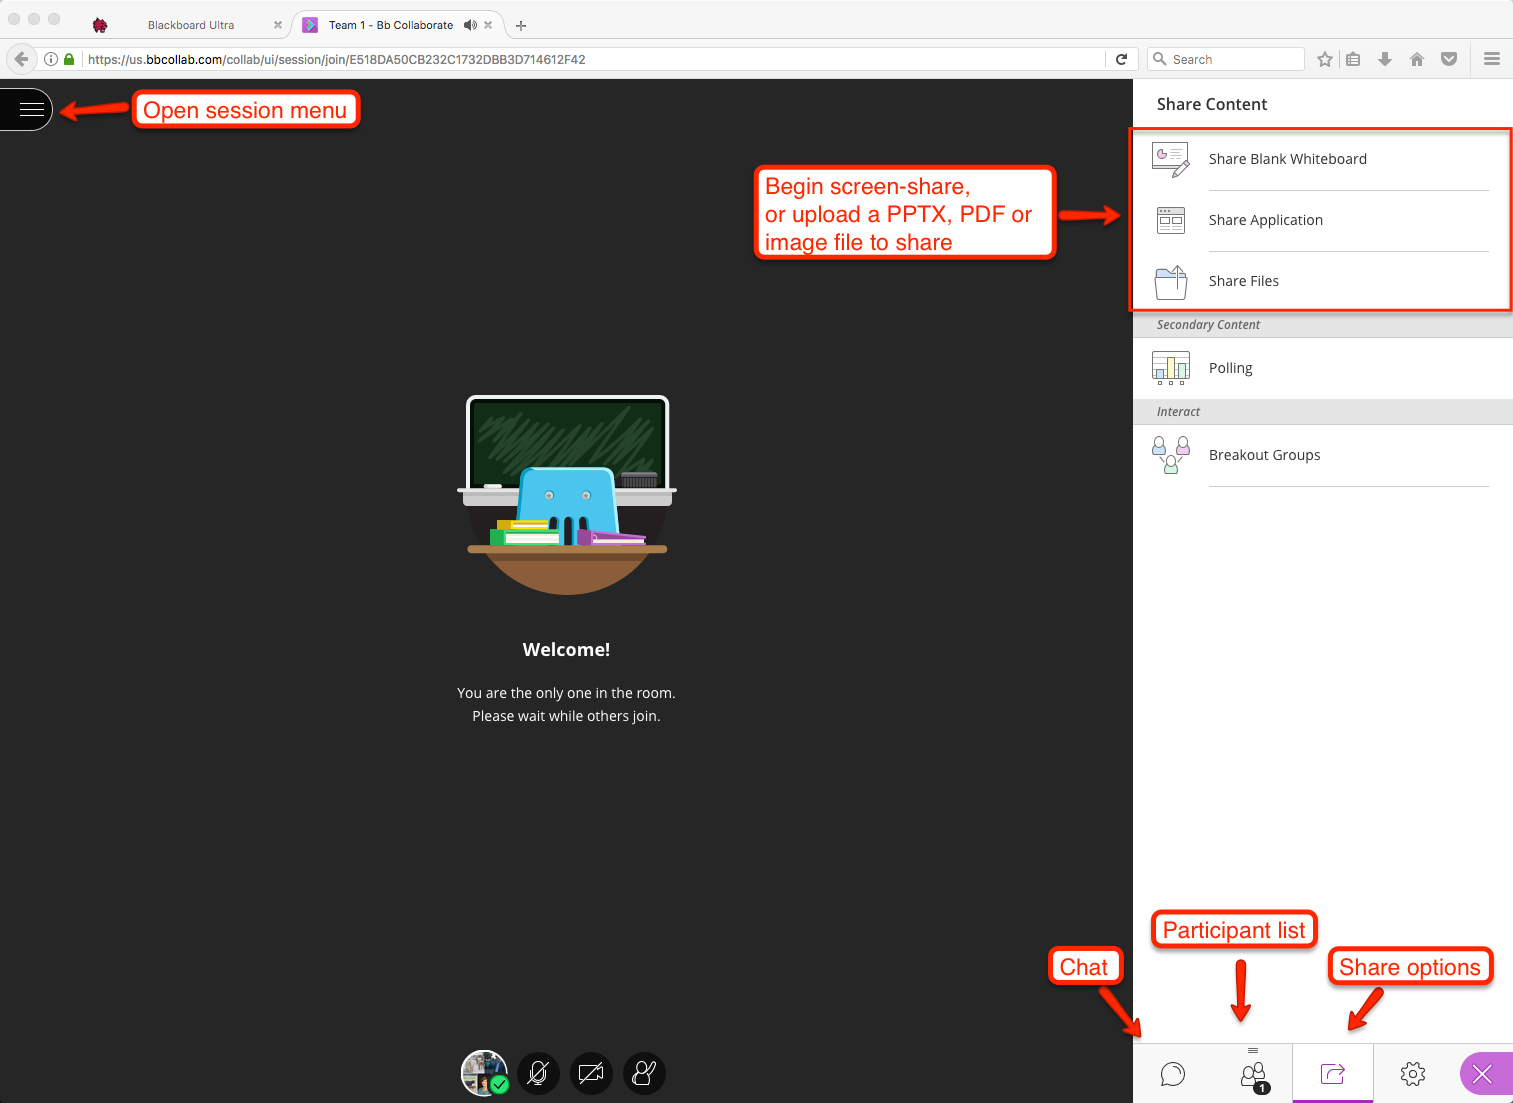 Blackboard Ultra
Team 1 - Bb Collaborate
https://us.bbcollab.com/collab/ui/session/join/E518DA50CB232C1732DBB3D714612F42
Search
Open session menu
Share Content
Begin screen-share,
or upload a PPTX, PDF or
image file to share
Share Blank Whiteboard
Share Application
Share Files
Secondary Content
Polling
Interact
Breakout Groups
Welcome!
You are the only one in the room.
Please wait while others join.
Participant list
Chat
Share options
1